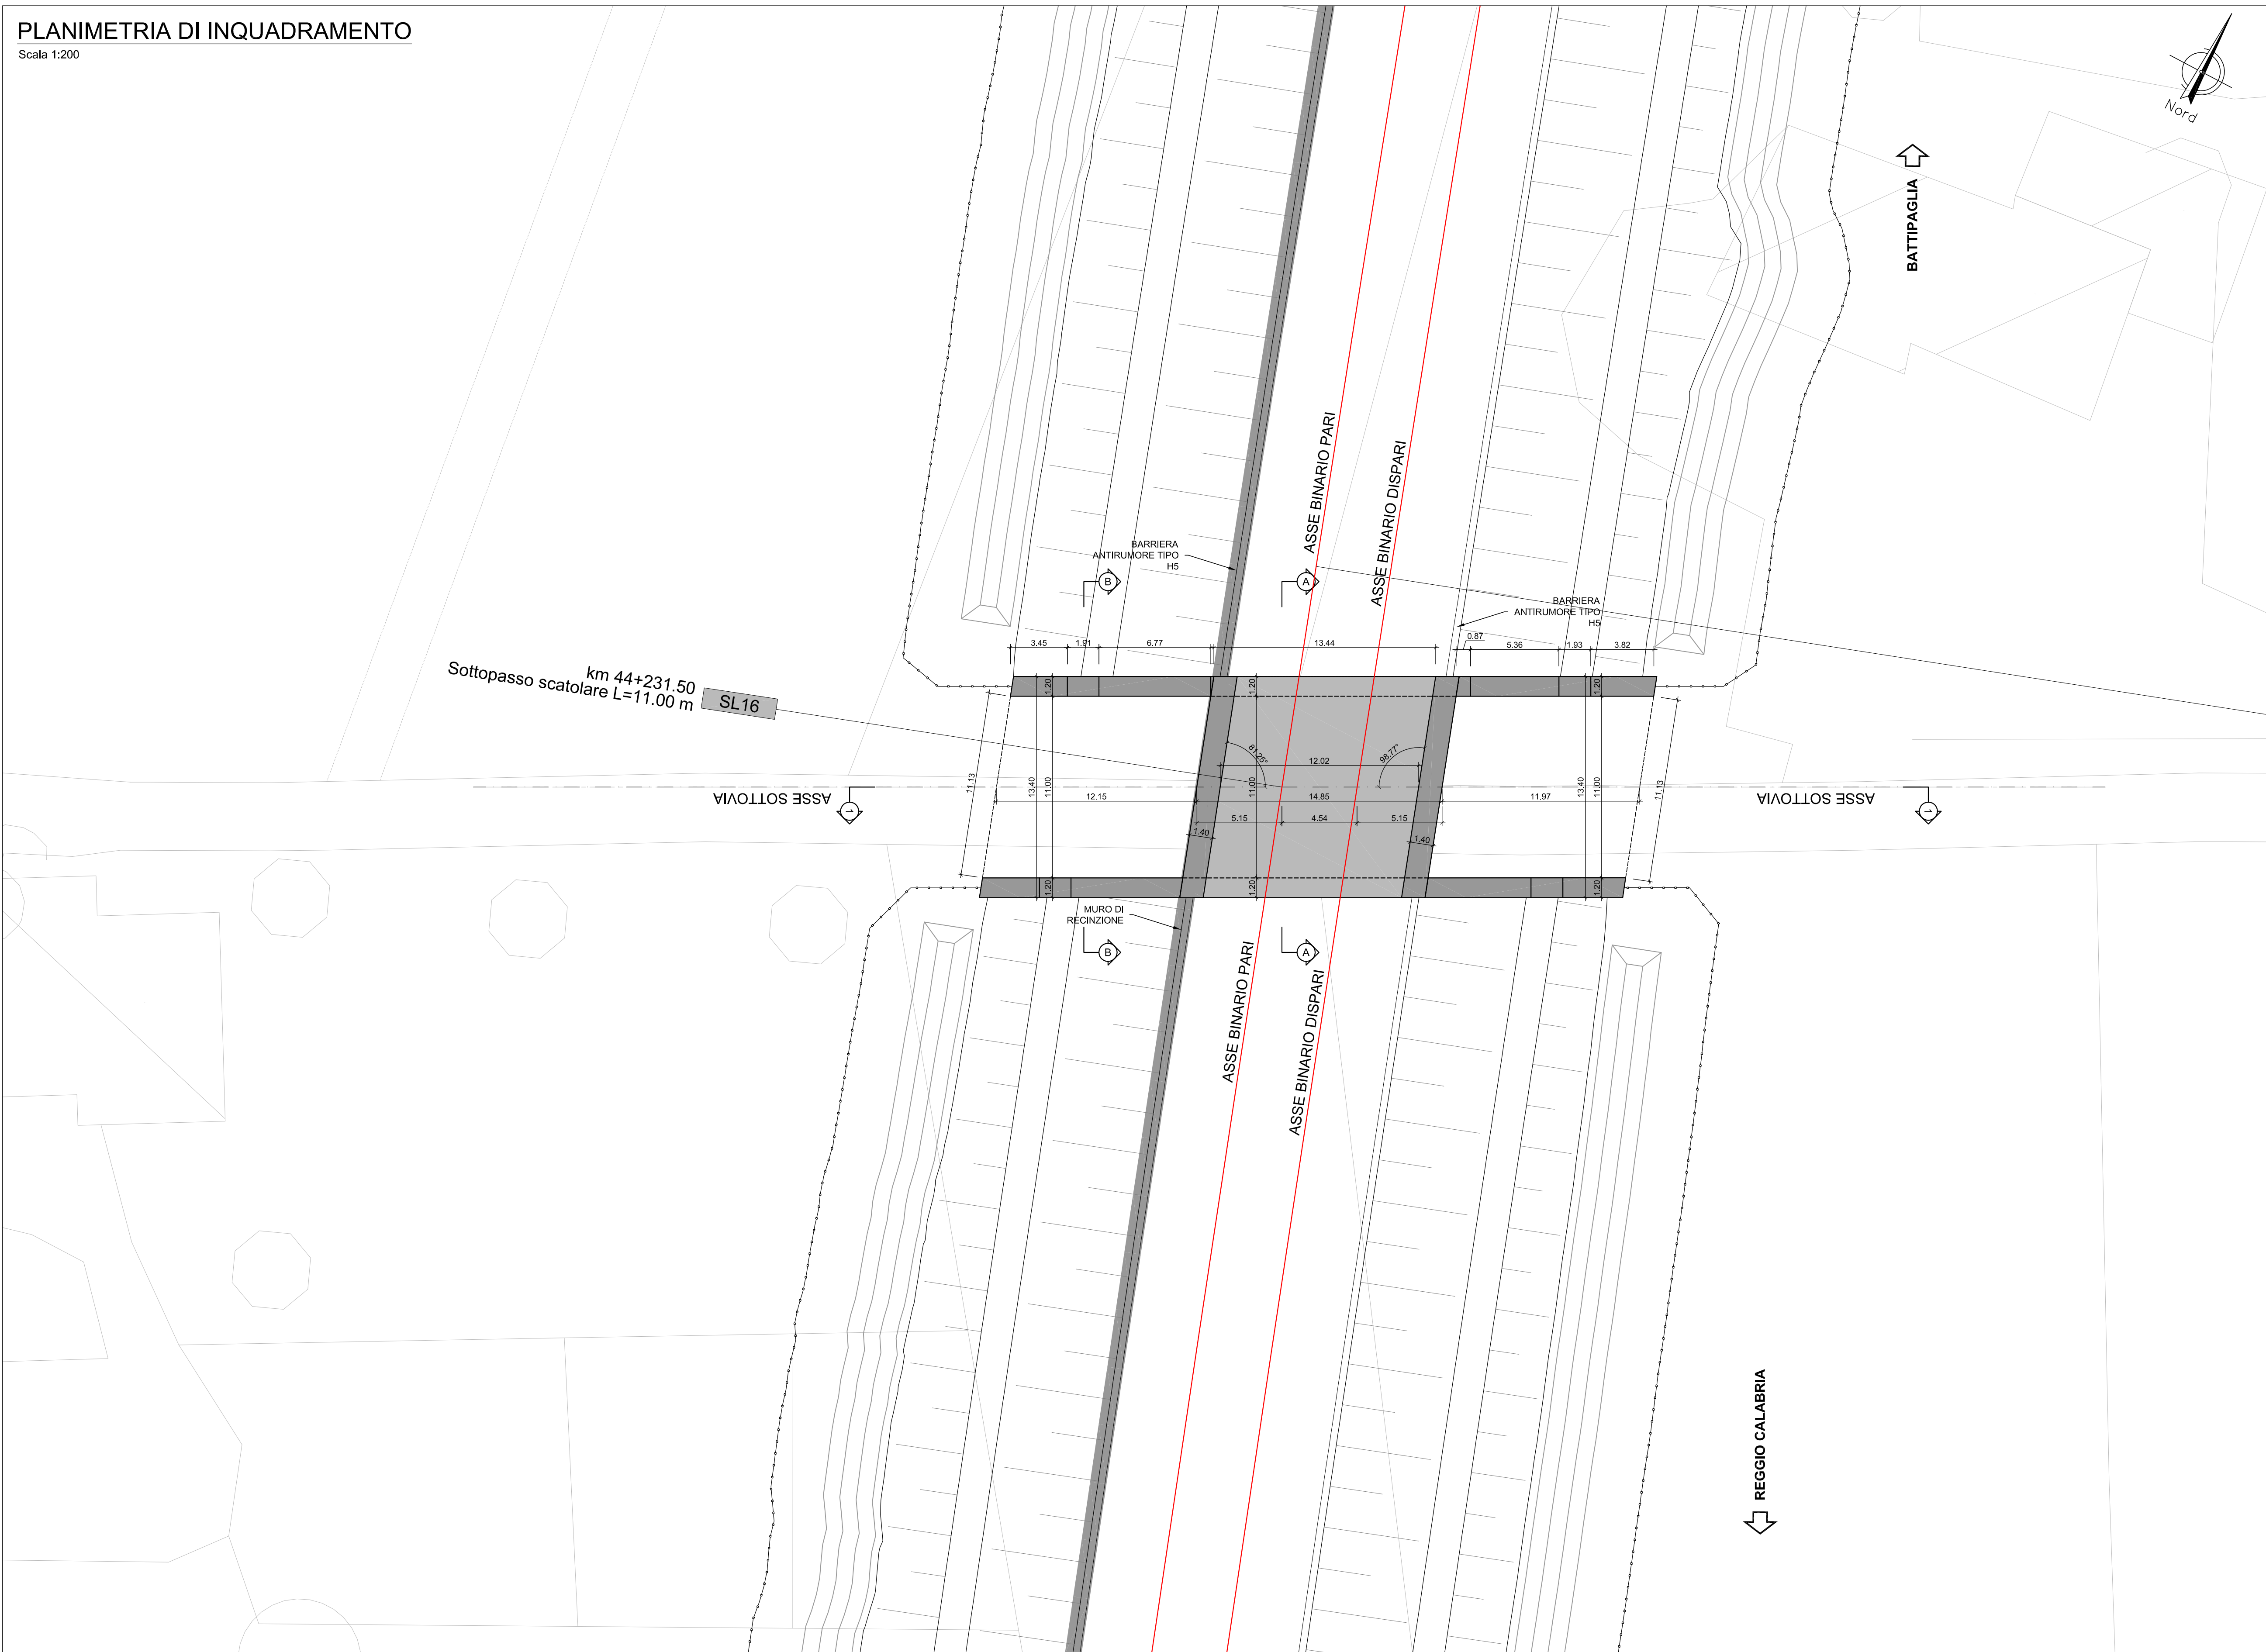 PLANIMETRIA DI INQUADRAMENTO
Scala 1:200
Nord
BATTIPAGLIA
ASSE BINARIO PARI
ASSE BINARIO DISPARI
BARRIERA
ANTIRUMORE TIPO
H5
B
A
BARRIERA
ANTIRUMORE TIPO
H5
3.45
1.91
6.77
13.44
0.87
5.36
1.93
3.82
km 44+231.50
Sottopasso scatolare L=11.00 m
SL16
1.20
1.20
1.20
81.25°
98.77°
12.02
11.13
13.40
11.00
11.00
13.40
11.00
11.13
ASSE SOTTOVIA
1
12.15
14.85
11.97
ASSE SOTTOVIA
1
5.15
4.54
5.15
1.40
1.40
1.20
1.20
1.20
MURO DI
RECINZIONE
B
A
ASSE BINARIO PARI
ASSE BINARIO DISPARI
REGGIO CALABRIA